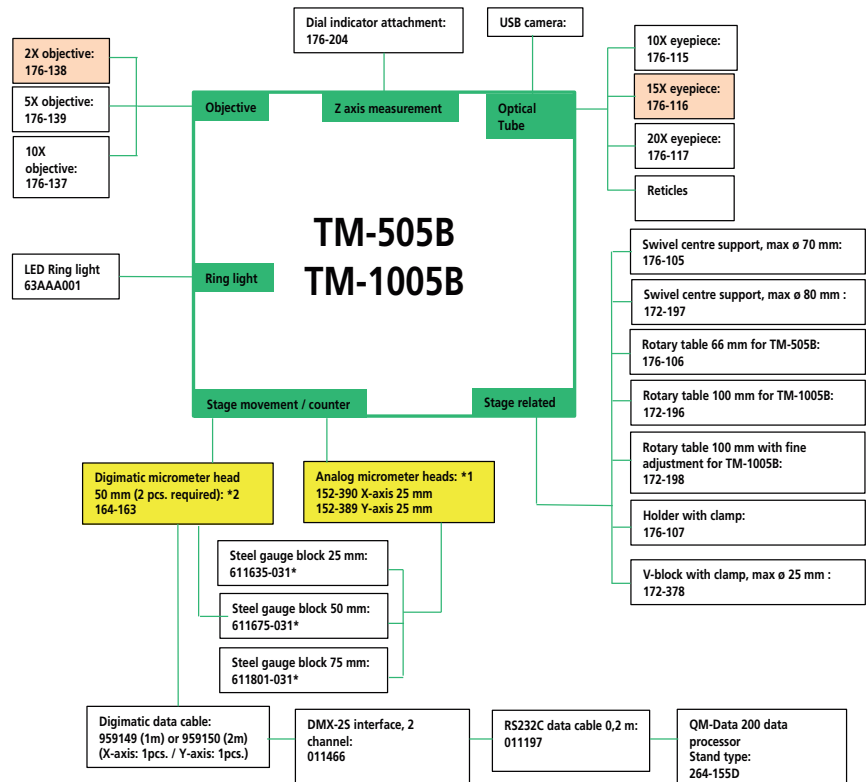 Dial indicator attachment:
176-204
USB camera:
2X objective:
176-138
5X objective:
176-139
10X
objective:
176-137
Objective
Z axis measurement
Optical
Tube
10X eyepiece:
176-115
15X eyepiece:
176-116
20X eyepiece:
176-117
Reticles
TM-505B
TM-1005B
LED Ring light
63AAA001
Ring light
Swivel centre support, max ø 70 mm:
176-105
Swivel centre support, max ø 80 mm :
172-197
Rotary table 66 mm for TM-505B:
176-106
Rotary table 100 mm for TM-1005B:
172-196
Rotary table 100 mm with fine
adjustment for TM-1005B:
172-198
Holder with clamp:
176-107
V-block with clamp, max ø 25 mm :
172-378
Stage movement / counter
Stage related
Digimatic micrometer head
50 mm (2 pcs. required): *2
164-163
Analog micrometer heads: *1
152-390 X-axis 25 mm
152-389 Y-axis 25 mm
Steel gauge block 25 mm:
611635-031*
Steel gauge block 50 mm:
611675-031*
Steel gauge block 75 mm:
611801-031*
Digimatic data cable:
959149 (1m) or 959150 (2m)
(X-axis: 1pcs. / Y-axis: 1pcs.)
DMX-2S interface, 2
channel:
011466
RS232C data cable 0,2 m:
011197
QM-Data 200 data
processor
Stand type:
264-155D